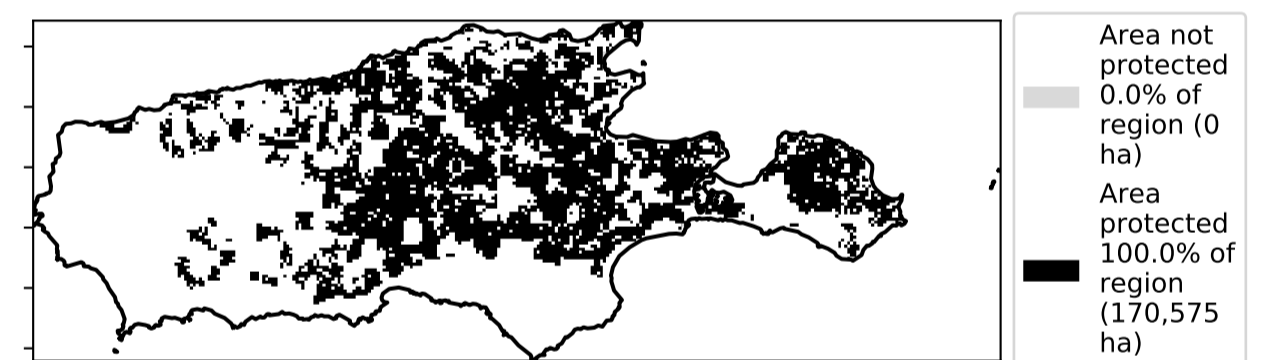 Area not
protected
0.0% of
region (0
ha)
Area
protected
100.0% of
region
(170,575
ha)